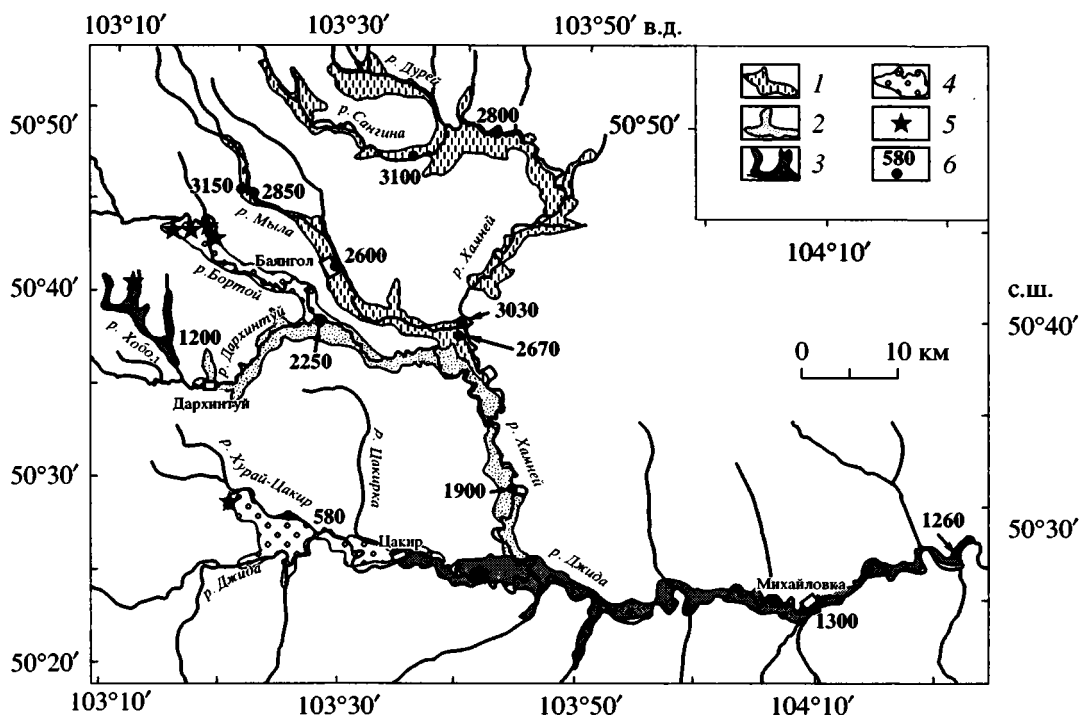 103°10′ 103°30′ 103°50′ в.д.
р. Дурей
1 4
2 5
580
3 6
50°50′
р. Сангина
2800
50°50′
3100
3150 2850
р. Мыла
р. Хамней
104°10′
Баянгол
2600
50°40′
р. Бортой
с.ш.
3030
50°40′
р. Хобол
1200
р. Дархинтуй
2250
2670
0 10 км
Дархинтуй
р. Цакирка
р. Хамней
50°30′
р. Хурай-Цакир
1900
580
1260
50°30′
Цакир
р. Джида
р. Джида
Михайловка
1300
50°20′
103°10′ 103°30′ 103°50′ 104°10′